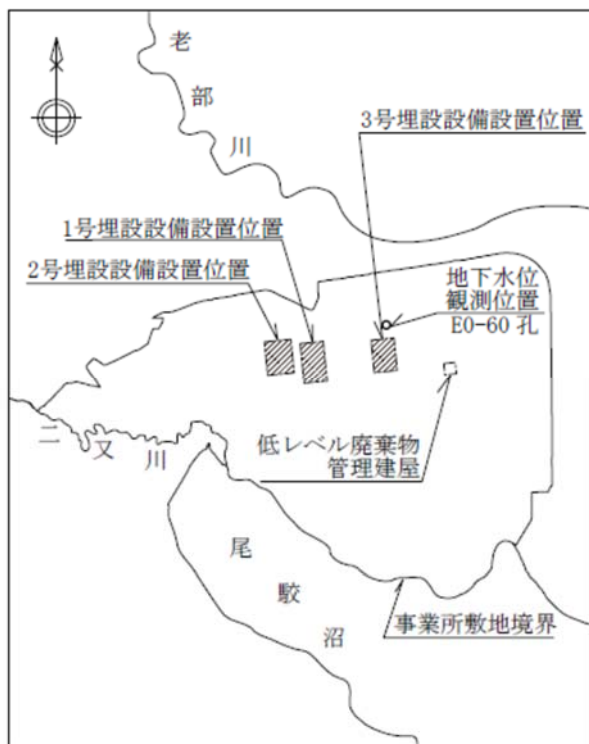 老部川
3号埋設設備設置位置
1号埋設設備設置位置
2号埋設設備設置位置
地下水位
観測位置
E0-60 孔
二又川
低レベル廃棄物
管理建屋
尾駮沼
事業所敷地境界